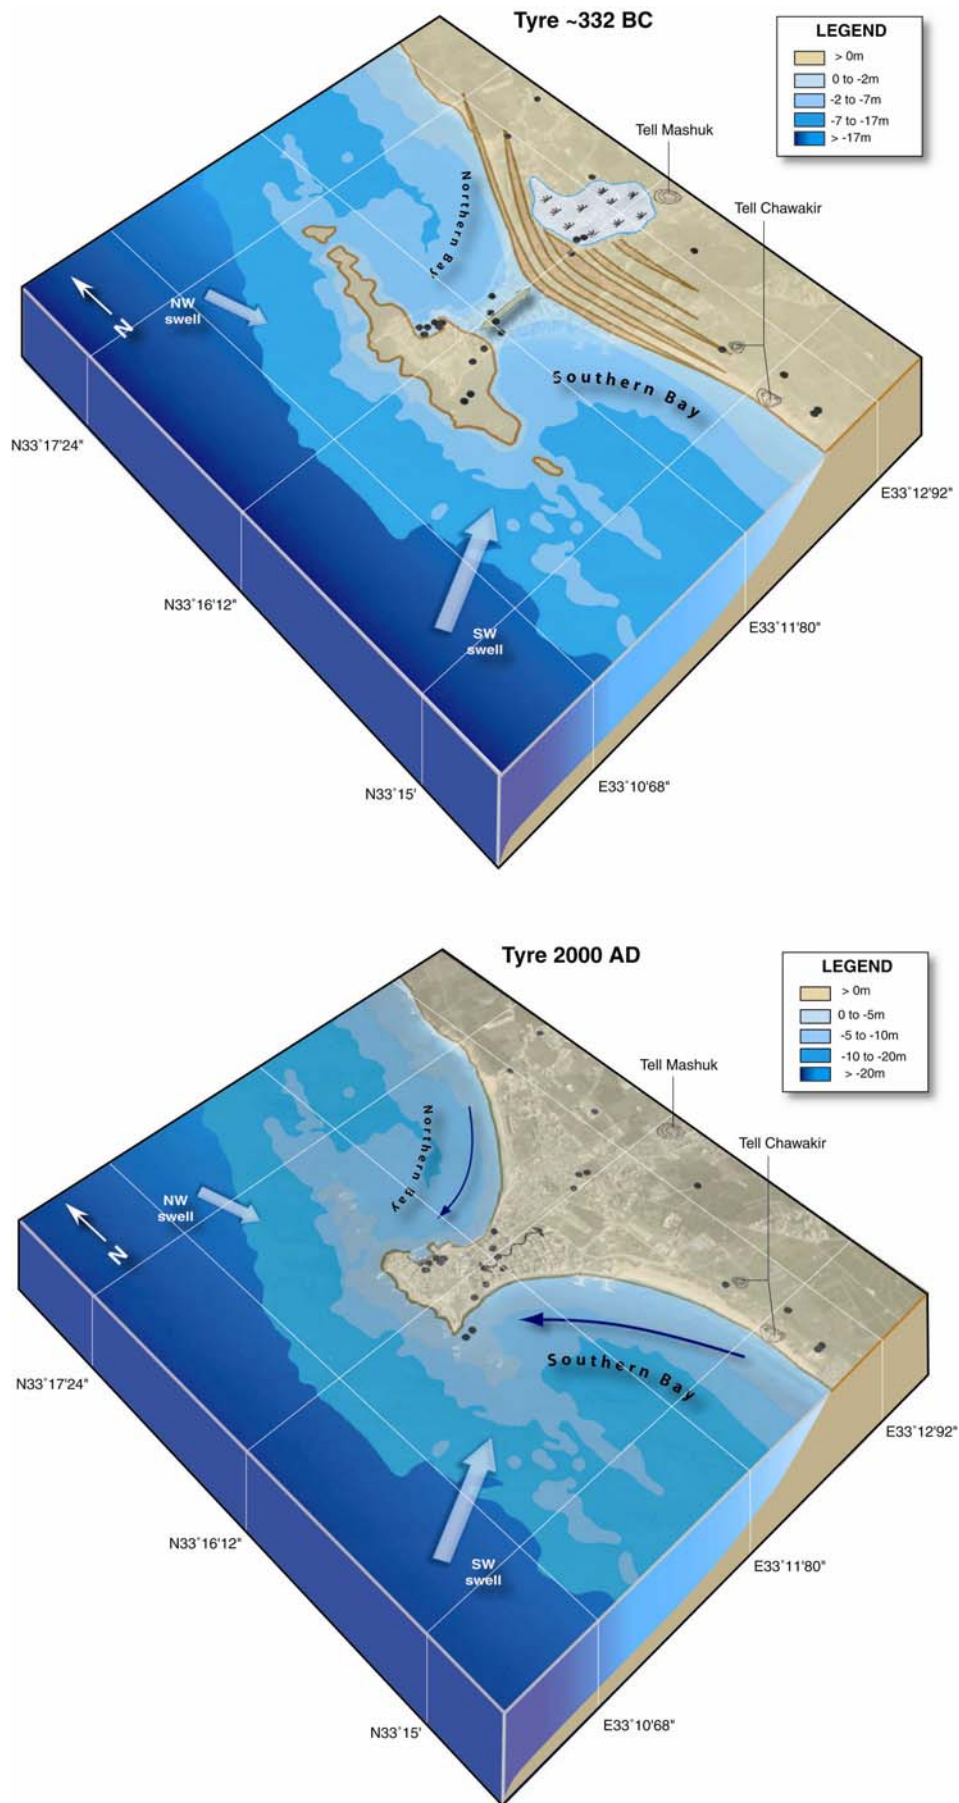 Tyre ~332 BC
LEGEND
> 0m
0 to -2m
-2 to -7m
-7 to -17m
> -17m
Tell Mashuk
Tell Chawakir
Northern Bay
Southern Bay
NW
swell
N
SW
swell
N33˚17'24"
N33˚16'12"
N33˚15'
E33˚12'92"
E33˚11'80"
E33˚10'68"
Tyre 2000 AD
LEGEND
> 0m
0 to -5m
-5 to -10m
-10 to -20m
> -20m
Tell Mashuk
Tell Chawakir
Northern Bay
Southern Bay
NW
swell
N
SW
swell
N33˚17'24"
N33˚16'12"
N33˚15'
E33˚12'92"
E33˚11'80"
E33˚10'68"